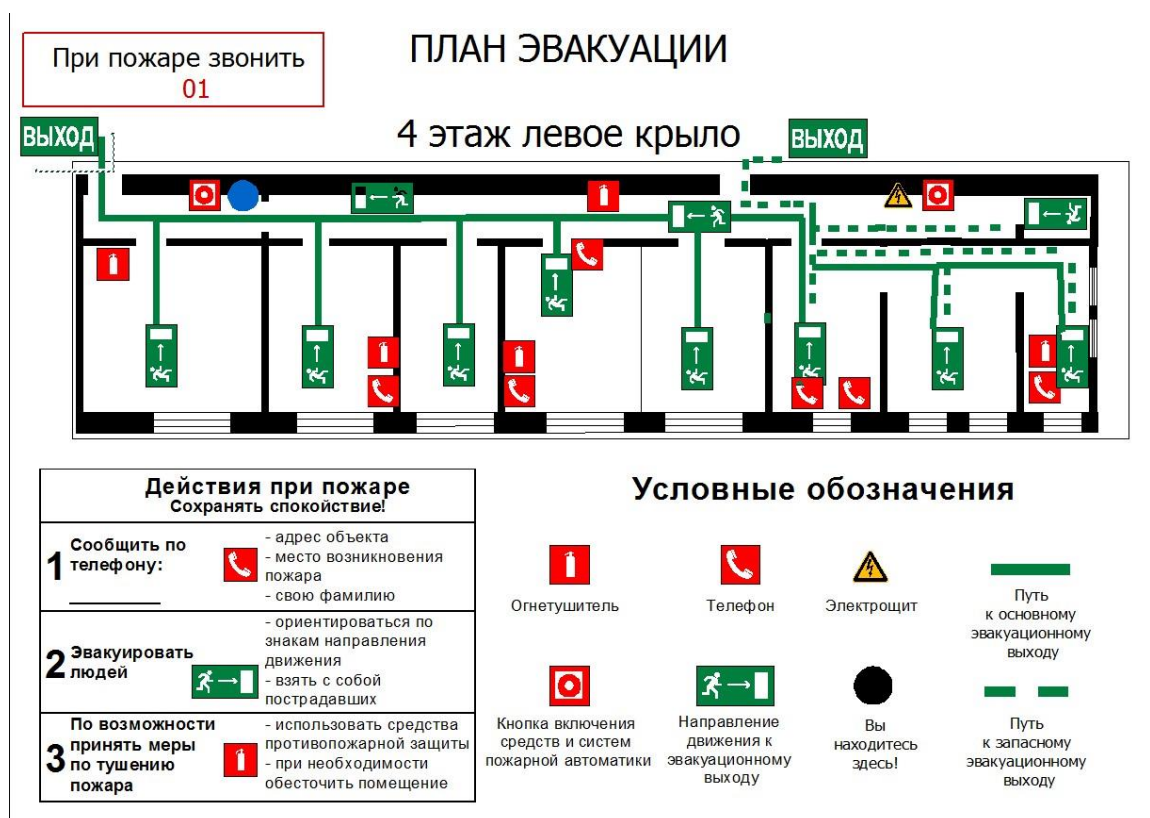 При пожаре звонить
01
ПЛАН ЭВАКУАЦИИ
4 этаж левое крыло
ВЫХОД
ВЫХОД
Действия при пожаре
Сохранять спокойствие!
1
Сообщить по
телефону:
- адрес объекта
- место возникновения
пожара
- свою фамилию
2
Эвакуировать
людей
- ориентироваться по
знакам направления
движения
- взять с собой
пострадавших
3
По возможности
принять меры
по тушению
пожара
- использовать средства
противопожарной защиты
- при необходимости
обесточить помещение
Условные обозначения
Огнетушитель
Телефон
Электрощит
Путь
к основному
эвакуационному
выходу
Кнопка включения
средств и систем
пожарной автоматики
Направление
движения к
эвакуационному
выходу
Вы
находитесь
здесь!
Путь
к запасному
эвакуационному
выходу